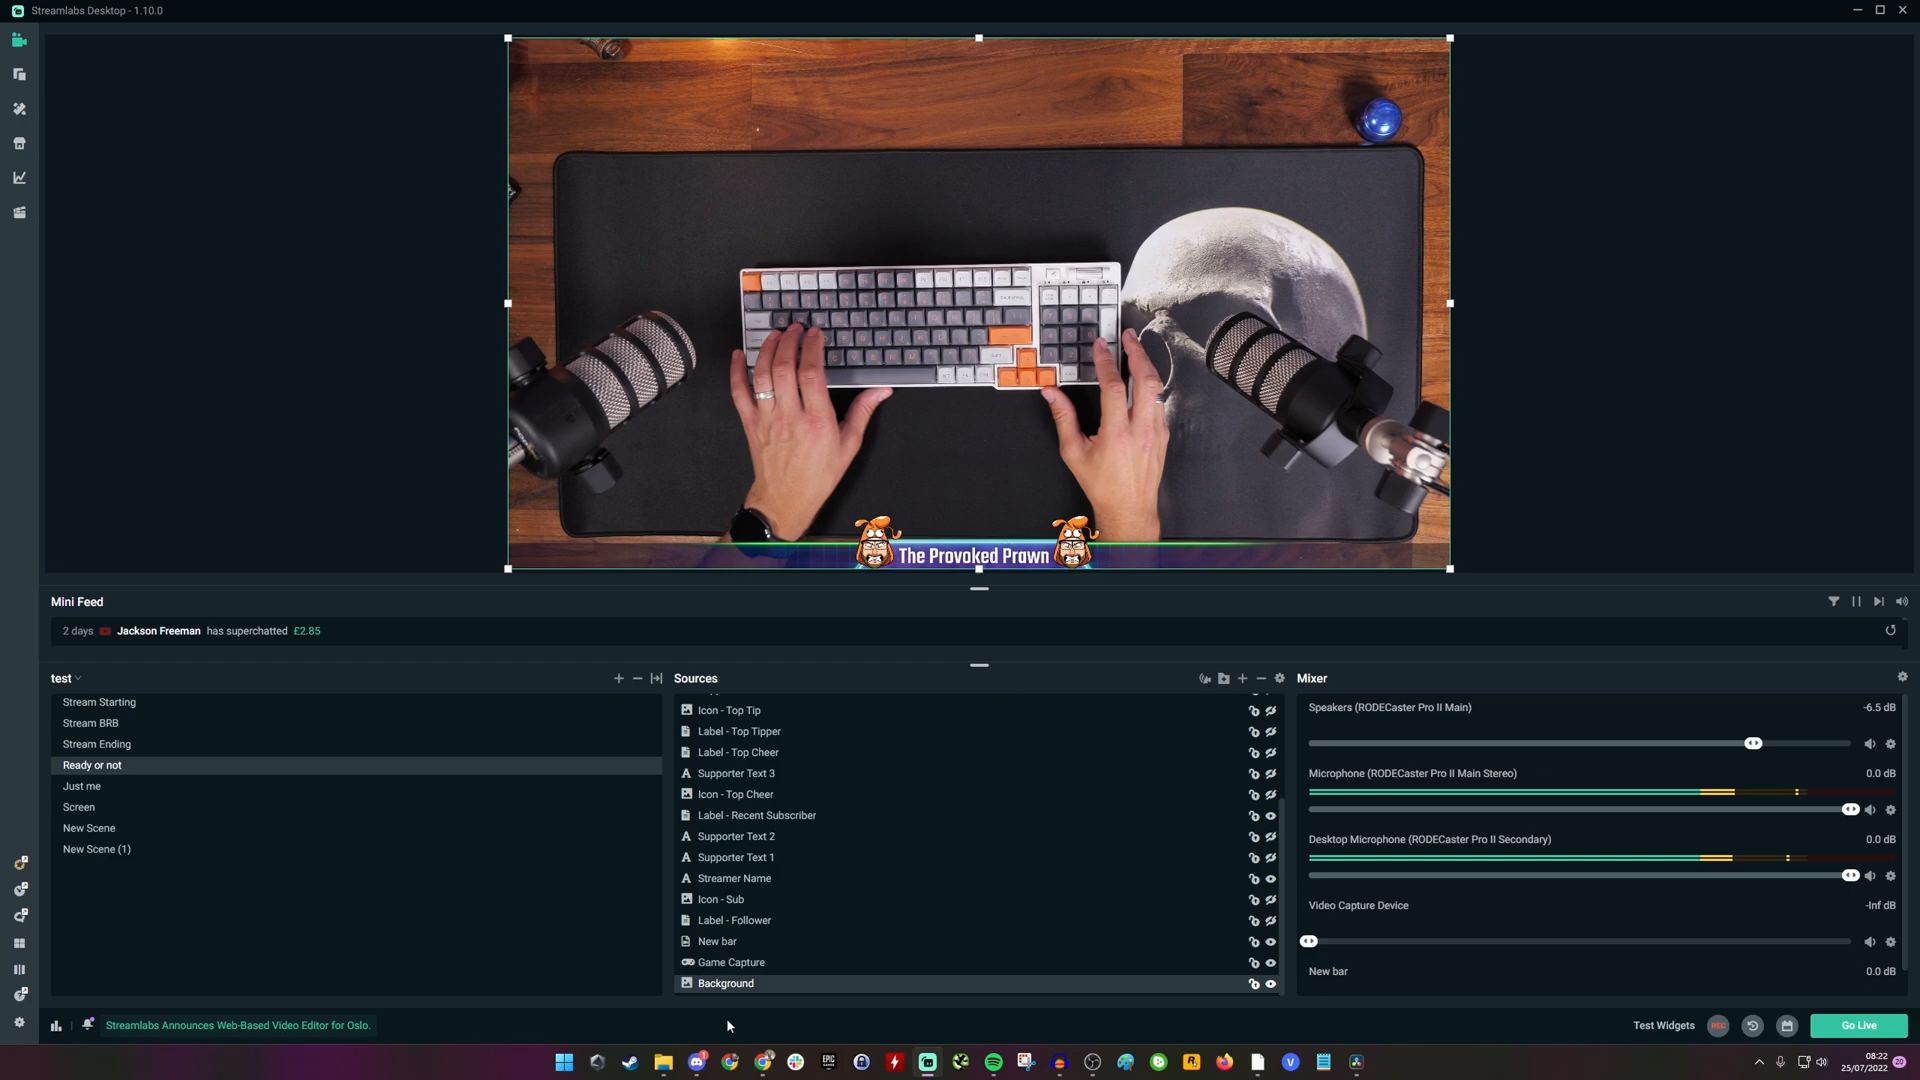 Streamlabs Desktop - 1.10.0
The Provoked Prawn
Mini Feed
2 days Jackson Freeman has superchatted £2.85
test
Stream Starting
Stream BRB
Stream Ending
Ready or not
Just me
Screen
New Scene
New Scene (1)
Sources
Icon - Top Tip
Label - Top Tipper
Label - Top Cheer
Supporter Text 3
Icon - Top Cheer
Label - Recent Subscriber
Supporter Text 2
Supporter Text 1
Streamer Name
Icon - Sub
Label - Follower
New bar
Game Capture
Background
Mixer
Speakers (RODECaster Pro II Main) -6.5 dB
Microphone (RODECaster Pro II Main Stereo) 0.0 dB
Desktop Microphone (RODECaster Pro II Secondary) 0.0 dB
Video Capture Device -Inf dB
New bar 0.0 dB
Streamlabs Announces Web-Based Video Editor for Oslo.
Test Widgets REC Go Live
EPIC
08:22
25/07/2022 20